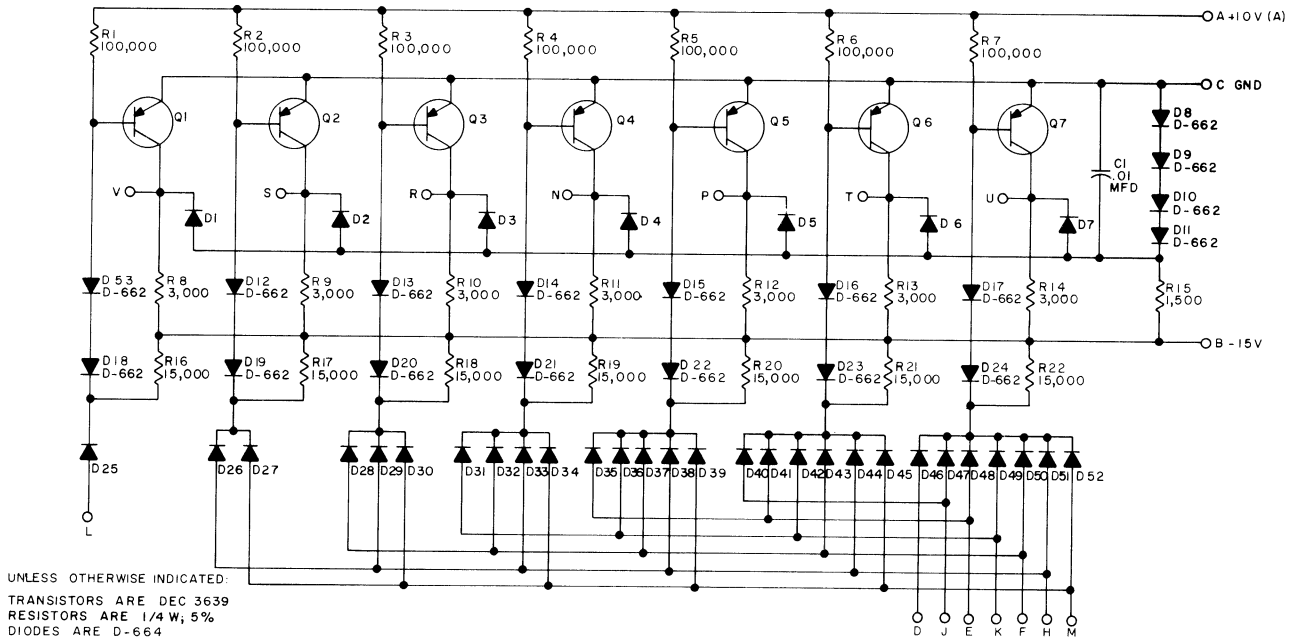 A +10V (A)
R1
100,000
R2
100,000
R3
100,000
R4
100,000
R5
100,000
R6
100,000
R7
100,000
C GND
Q1
Q2
Q3
Q4
Q5
Q6
Q7
D8
D-662
D9
D-662
D10
D-662
D11
D-662
C1
.01
MFD
V
S
R
N
P
T
U
D1
D2
D3
D4
D5
D6
D7
D53
D-662
R8
3,000
D12
D-662
R9
3,000
D13
D-662
R10
3,000
D14
D-662
R11
3,000
D15
D-662
R12
3,000
D16
D-662
R13
3,000
D17
D-662
R14
3,000
R15
1,500
B -15V
D18
D-662
R16
15,000
D19
D-662
R17
15,000
D20
D-662
R18
15,000
D21
D-662
R19
15,000
D22
D-662
R20
15,000
D23
D-662
R21
15,000
D24
D-662
R22
15,000
D25
D26 D27
D28 D29 D30
D31 D32 D33 D34
D35 D36 D37 D38 D39
D40 D41 D42 D43 D44 D45
D46 D47 D48 D49 D50 D51 D52
L
UNLESS OTHERWISE INDICATED:
TRANSISTORS ARE DEC 3639
RESISTORS ARE 1/4 W; 5%
DIODES ARE D-664
D J E K F H M